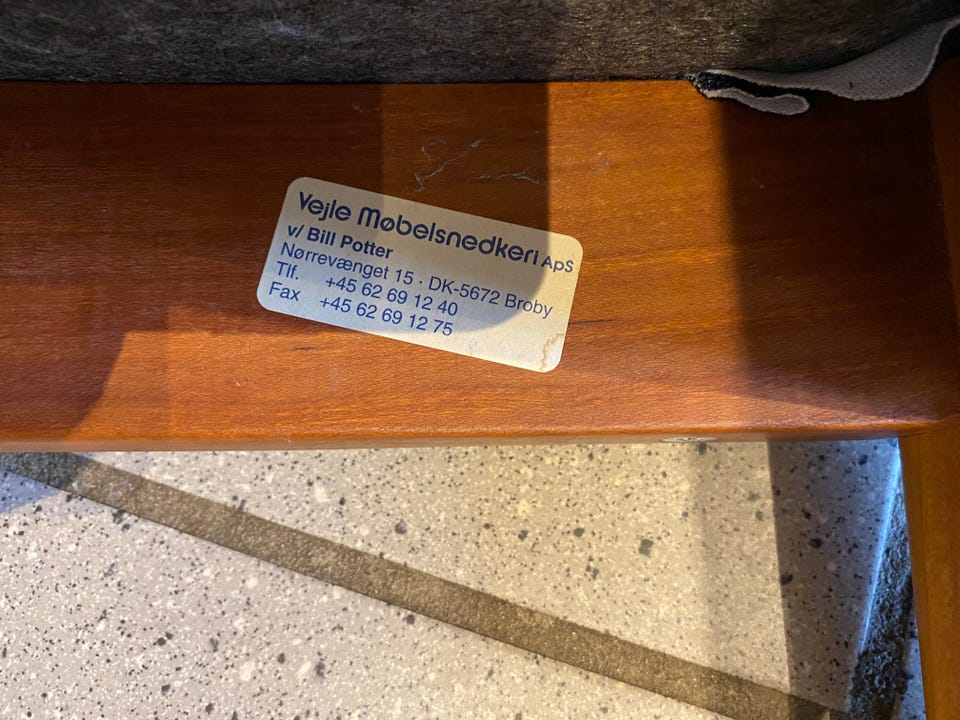 Vejle Møbelsnedkeri ApS
v/ Bill Potter
Nørrevænget 15 · DK-5672 Broby
Tlf. +45 62 69 12 40
Fax +45 62 69 12 75